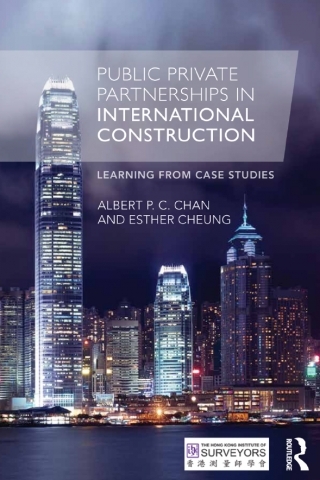 PUBLIC PRIVATE
PARTNERSHIPS IN
INTERNATIONAL
CONSTRUCTION
LEARNING FROM CASE STUDIES
ALBERT P. C. CHAN
AND ESTHER CHEUNG
ROUTLEDGE
THE HONG KONG INSTITUTE OF
SURVEYORS
香港測量師學會